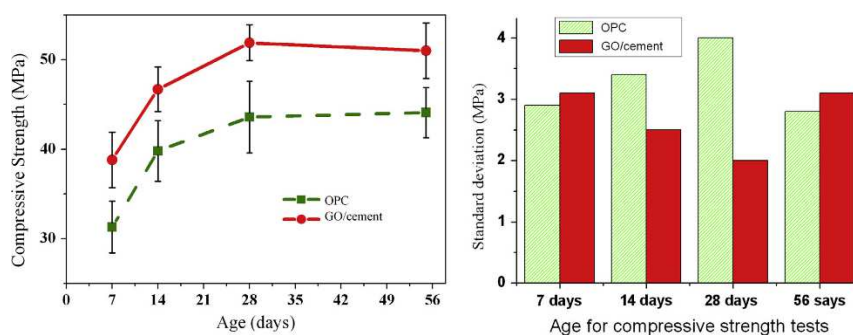 Compressive Strength (MPa)
50
40
30
OPC
GO/cement
0 7 14 21 28 35 42 49 56
Age (days)
Standard deviation (MPa)
OPC
GO/cement
4
3
2
1
0
7 days 14 days 28 days 56 says
Age for compressive strength tests